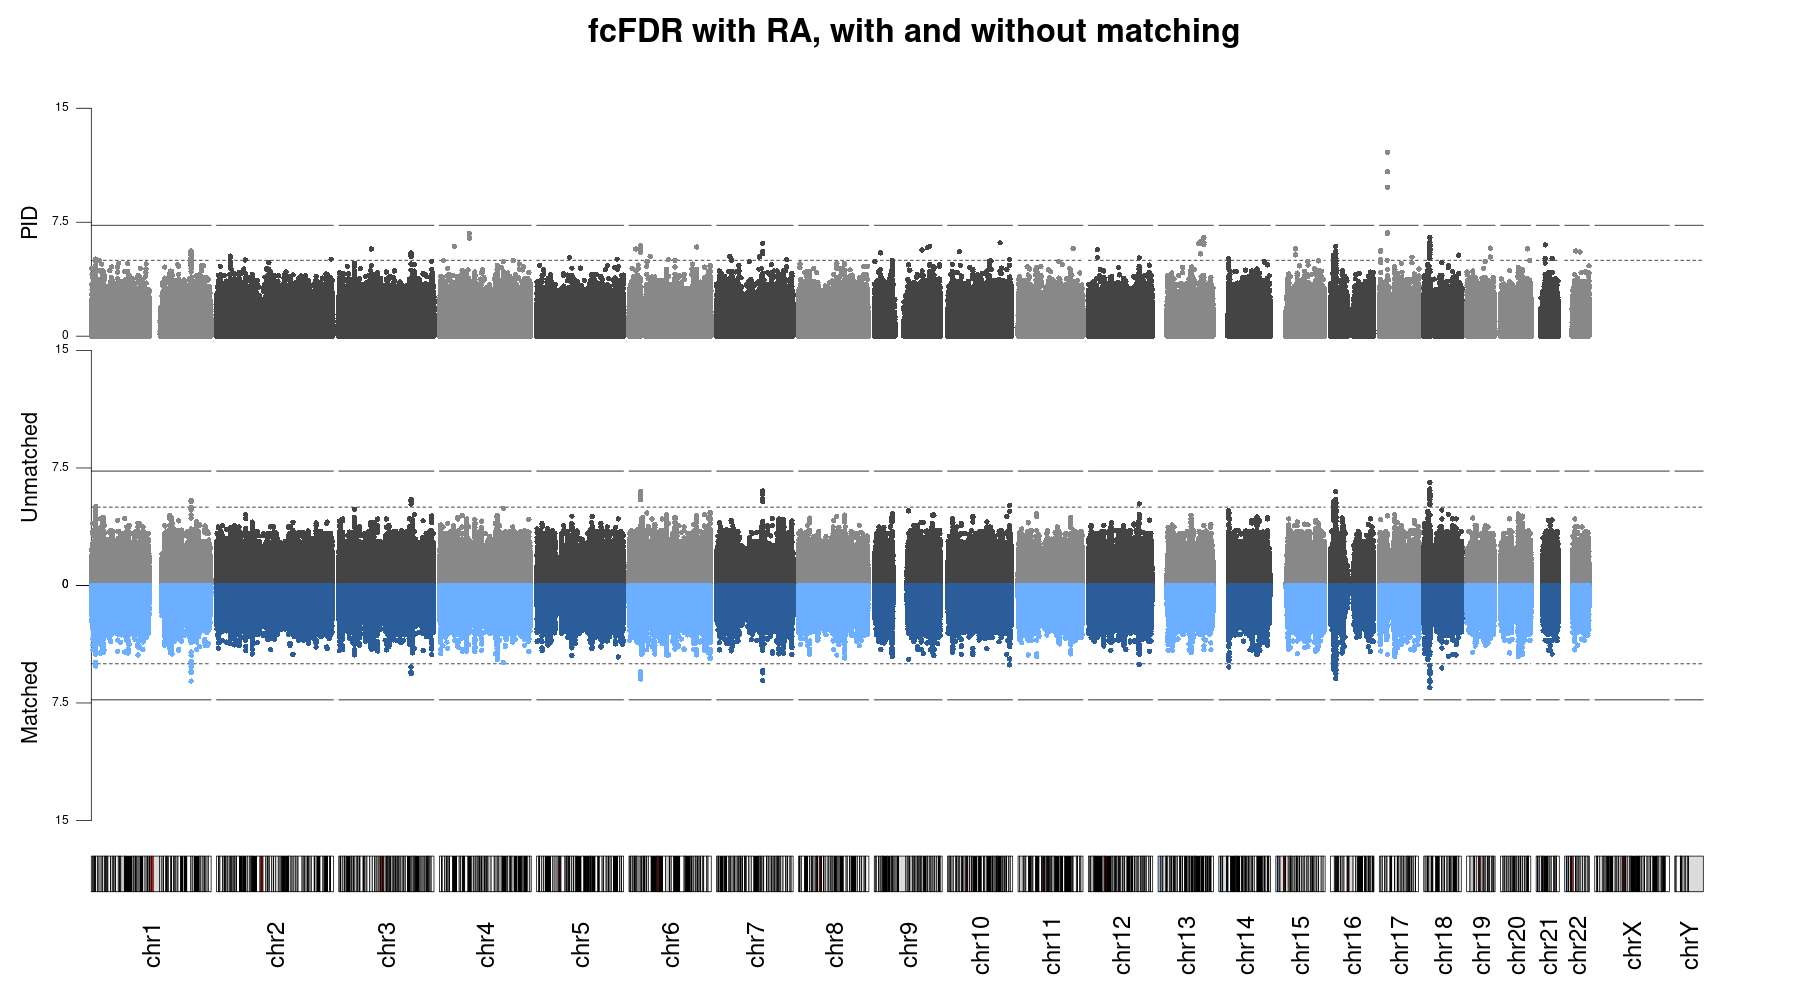 fcFDR with RA, with and without matching
15
7.5
0
PID
15
7.5
0
Unmatched
7.5
15
Matched
chr1
chr2
chr3
chr4
chr5
chr6
chr7
chr8
chr9
chr10
chr11
chr12
chr13
chr14
chr15
chr16
chr17
chr18
chr19
chr20
chr21
chr22
chrX
chrY